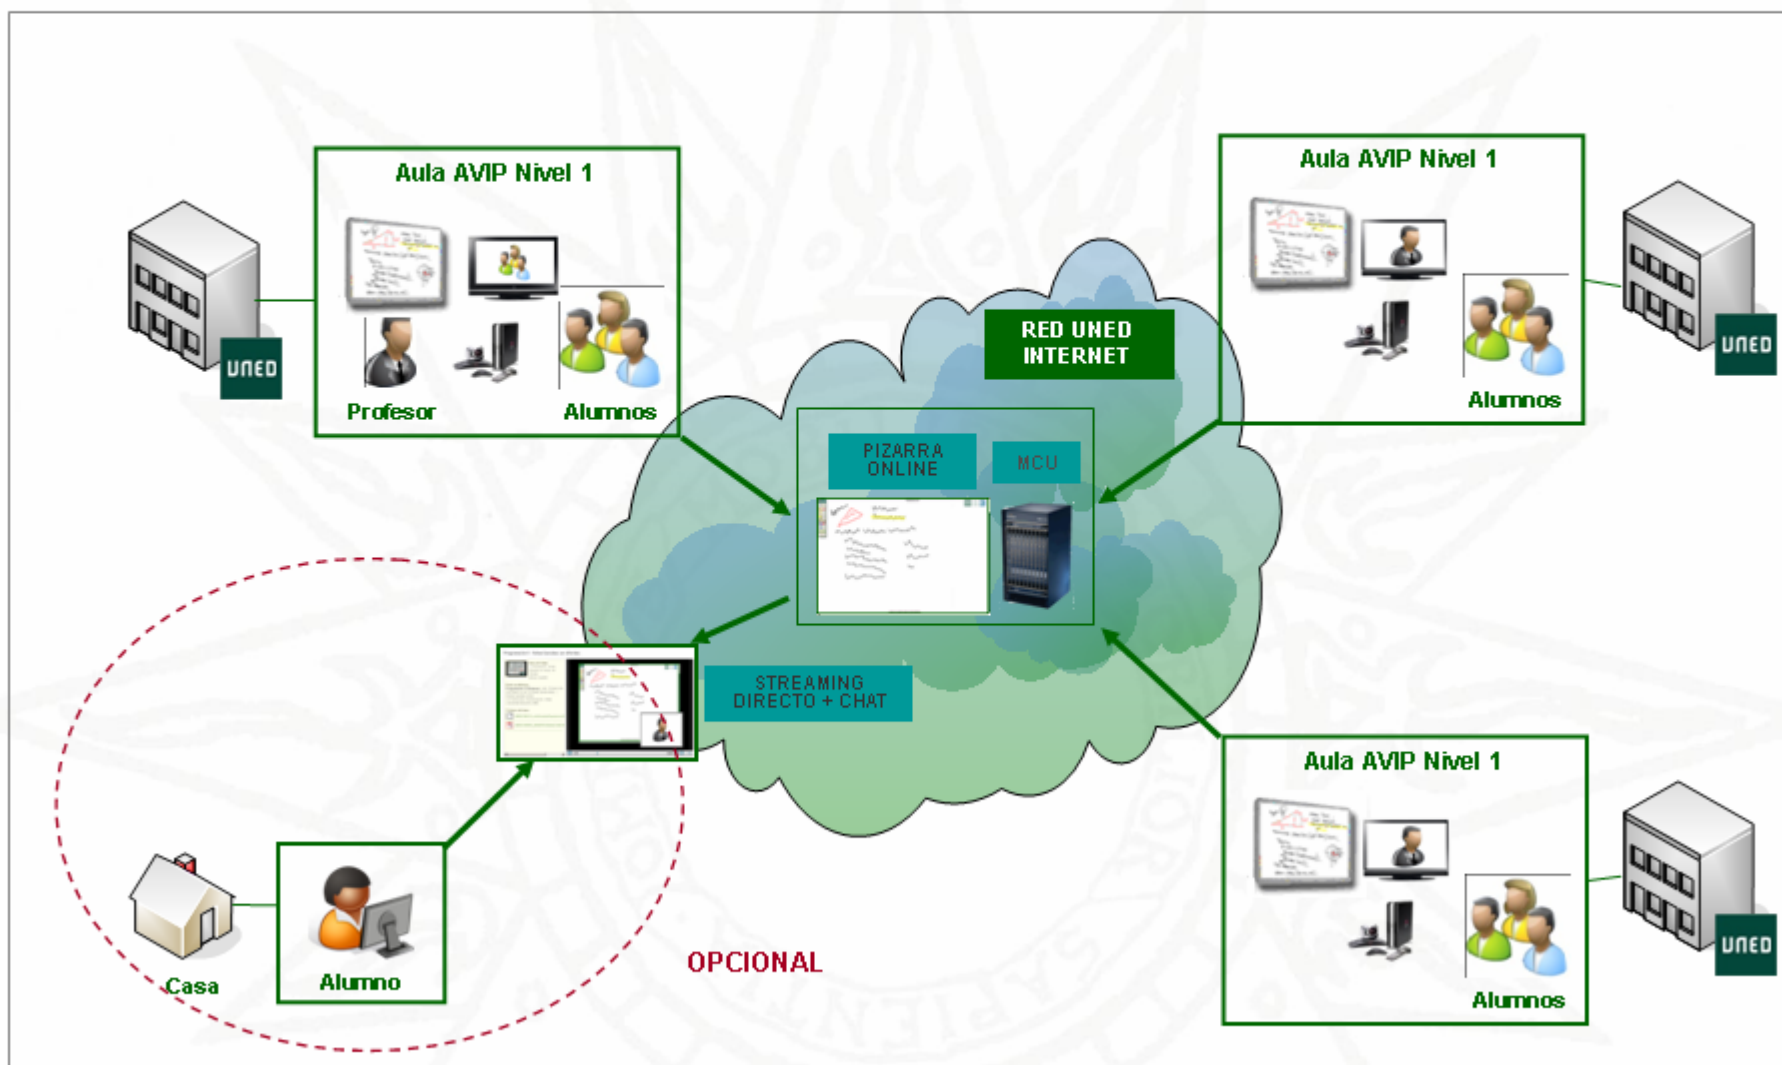 Aula AVIP Nivel 1
Profesor
Alumnos
UNED
Aula AVIP Nivel 1
Alumnos
UNED
RED UNED
INTERNET
PIZARRA
ONLINE
MCU
STREAMING
DIRECTO + CHAT
Casa
Alumno
OPCIONAL
Aula AVIP Nivel 1
Alumnos
UNED